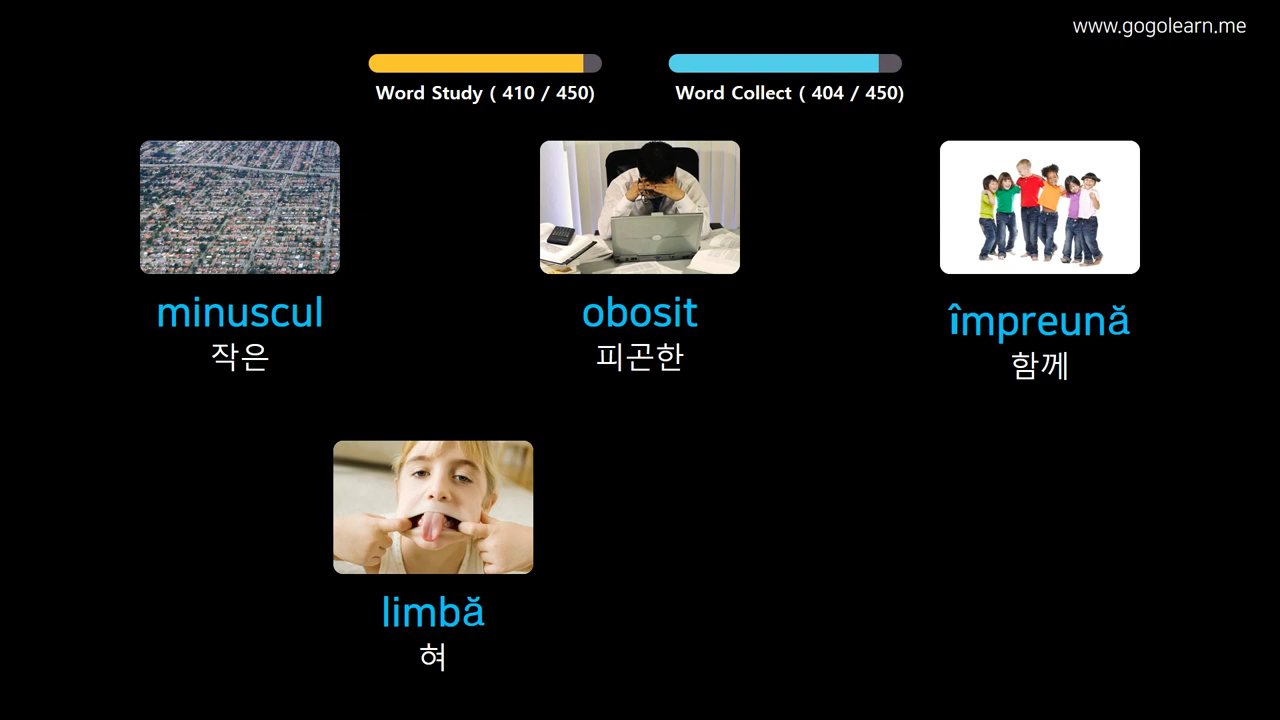 www.gogolearn.me
Word Study ( 410 / 450)
Word Collect ( 404 / 450)
minuscul
작은
obosit
피곤한
împreună
함께
limbă
혀